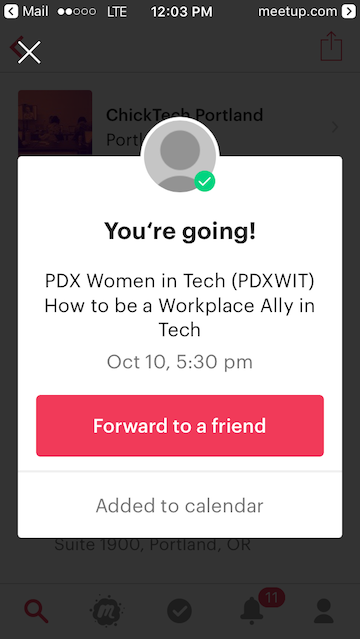 Mail LTE 12:03 PM meetup.com
ChickTech Portland
Portl
You're going!
PDX Women in Tech (PDXWIT)
How to be a Workplace Ally in
Tech
Oct 10, 5:30 pm
Forward to a friend
Added to calendar
Suite 1900, Portland, OR
11